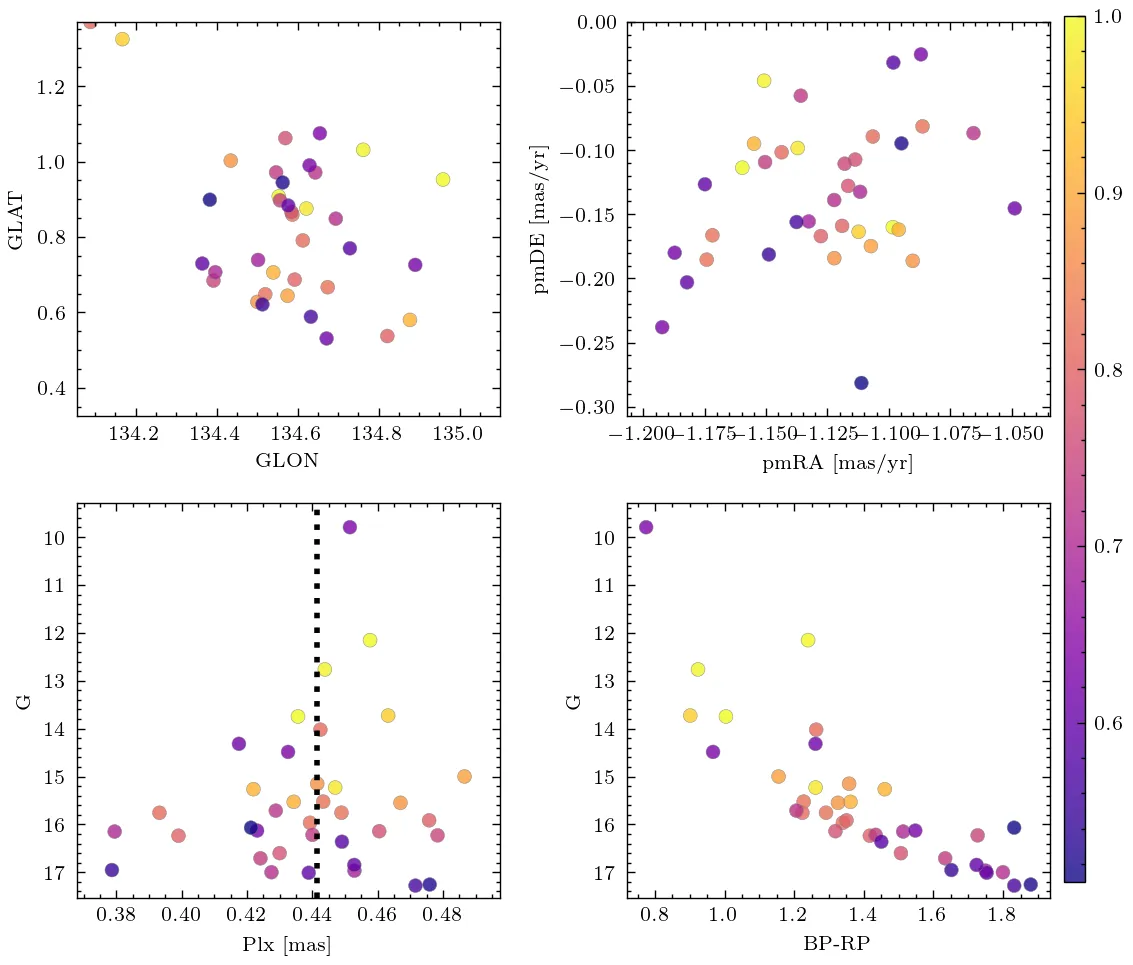 1.2
1.0
0.8
0.6
0.4
GLAT
134.2 134.4 134.6 134.8 135.0
GLON
0.00
−0.05
−0.10
−0.15
−0.20
−0.25
−0.30
pmDE [mas/yr]
−1.200 −1.175 −1.150 −1.125 −1.100 −1.075 −1.050
pmRA [mas/yr]
1.0
0.9
0.8
0.7
0.6
10
11
12
13
14
15
16
17
G
0.38 0.40 0.42 0.44 0.46 0.48
Plx [mas]
10
11
12
13
14
15
16
17
G
0.8 1.0 1.2 1.4 1.6 1.8
BP-RP